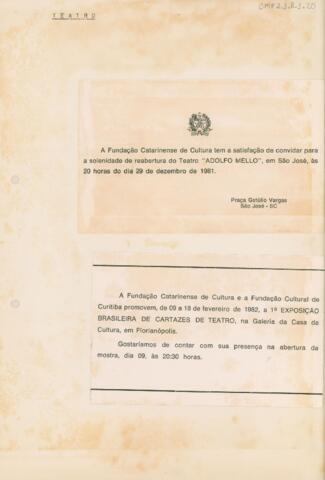 TEATRO
A Fundação Catarinense de Cultura tem a satisfação de convidar para
a solenidade de reabertura do Teatro "ADOLFO MELLO", em São José, às
20 horas do dia 29 de dezembro de 1981.
Praça Getúlio Vargas
São José - SC
A Fundação Catarinense de Cultura e a Fundação Cultural de
Curitiba promovem, de 09 a 18 de fevereiro de 1982, a 1ª EXPOSIÇÃO
BRASILEIRA DE CARTAZES DE TEATRO, na Galeria da Casa da
Cultura, em Florianópolis.
Gostaríamos de contar com sua presença na abertura da
mostra, dia 09, às 20:30 horas.